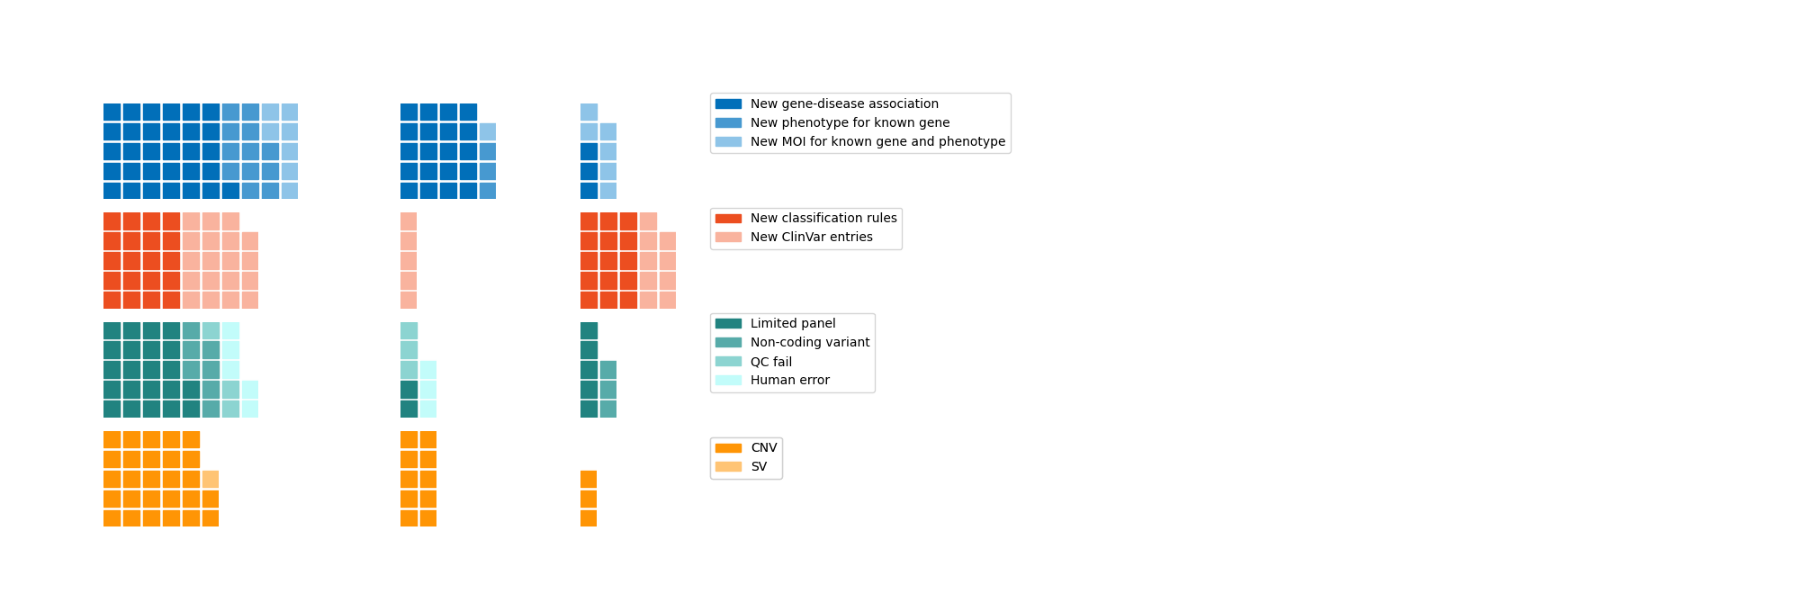 New gene-disease association
New phenotype for known gene
New MOI for known gene and phenotype
New classification rules
New ClinVar entries
Limited panel
Non-coding variant
QC fail
Human error
CNV
SV